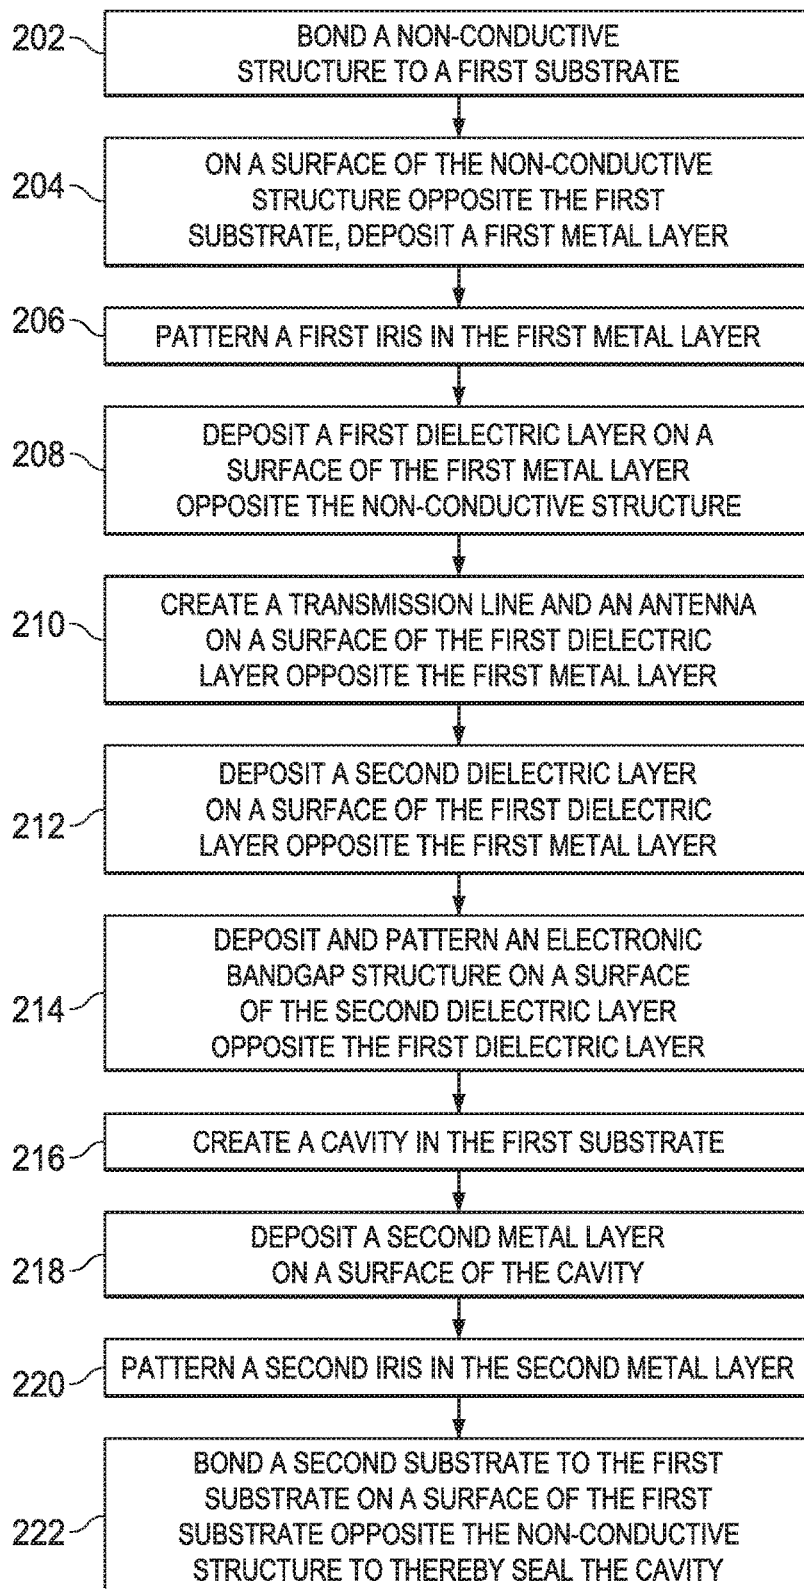 202
BOND A NON-CONDUCTIVE
STRUCTURE TO A FIRST SUBSTRATE
204
ON A SURFACE OF THE NON-CONDUCTIVE
STRUCTURE OPPOSITE THE FIRST
SUBSTRATE, DEPOSIT A FIRST METAL LAYER
206
PATTERN A FIRST IRIS IN THE FIRST METAL LAYER
208
DEPOSIT A FIRST DIELECTRIC LAYER ON A
SURFACE OF THE FIRST METAL LAYER
OPPOSITE THE NON-CONDUCTIVE STRUCTURE
210
CREATE A TRANSMISSION LINE AND AN ANTENNA
ON A SURFACE OF THE FIRST DIELECTRIC
LAYER OPPOSITE THE FIRST METAL LAYER
212
DEPOSIT A SECOND DIELECTRIC LAYER
ON A SURFACE OF THE FIRST DIELECTRIC
LAYER OPPOSITE THE FIRST METAL LAYER
214
DEPOSIT AND PATTERN AN ELECTRONIC
BANDGAP STRUCTURE ON A SURFACE
OF THE SECOND DIELECTRIC LAYER
OPPOSITE THE FIRST DIELECTRIC LAYER
216
CREATE A CAVITY IN THE FIRST SUBSTRATE
218
DEPOSIT A SECOND METAL LAYER
ON A SURFACE OF THE CAVITY
220
PATTERN A SECOND IRIS IN THE SECOND METAL LAYER
222
BOND A SECOND SUBSTRATE TO THE FIRST
SUBSTRATE ON A SURFACE OF THE FIRST
SUBSTRATE OPPOSITE THE NON-CONDUCTIVE
STRUCTURE TO THEREBY SEAL THE CAVITY